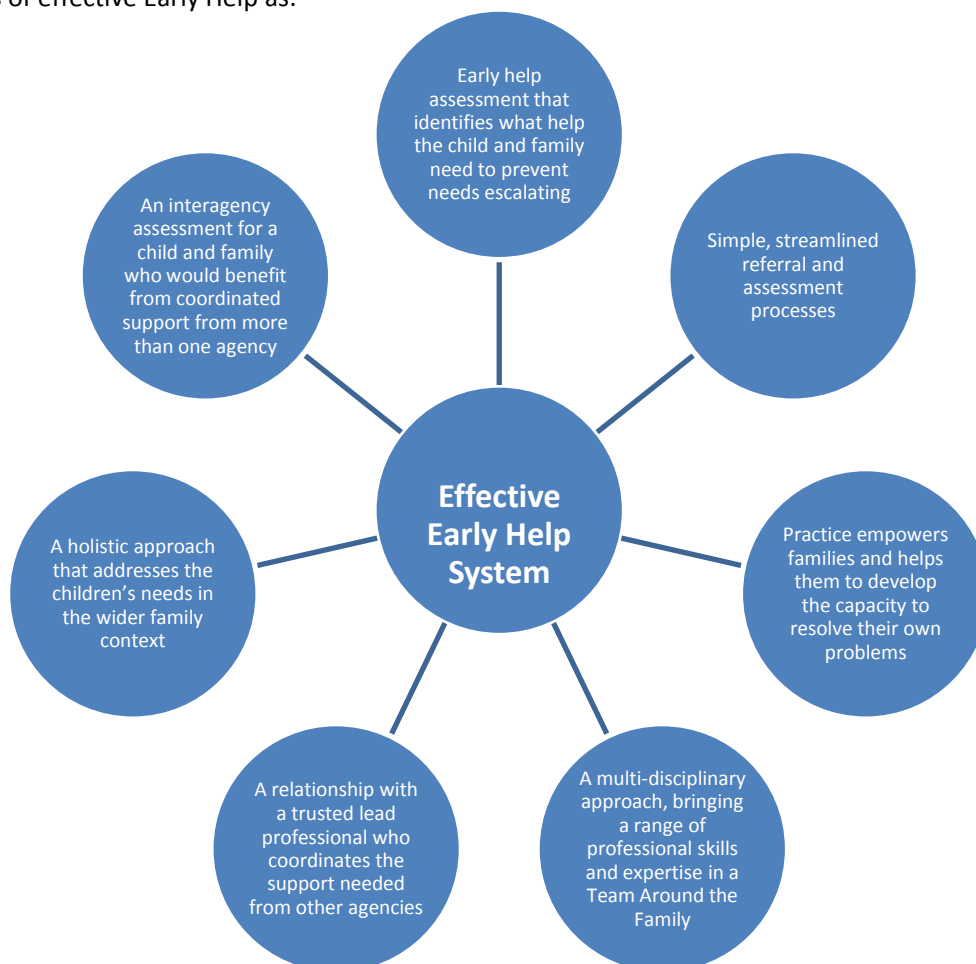 of effective Early Help as:
Early help
assessment that
identifies what help
the child and family
need to prevent
needs escalating
Simple, streamlined
referral and
assessment
processes
Practice empowers
families and helps
them to develop
the capacity to
resolve their own
problems
A multi-disciplinary
approach, bringing
a range of
professional skills
and expertise in a
Team Around the
Family
A relationship with
a trusted lead
professional who
coordinates the
support needed
from other agencies
A holistic approach
that addresses the
children’s needs in
the wider family
context
An interagency
assessment for a
child and family
who would benefit
from coordinated
support from more
than one agency
Effective
Early Help
System